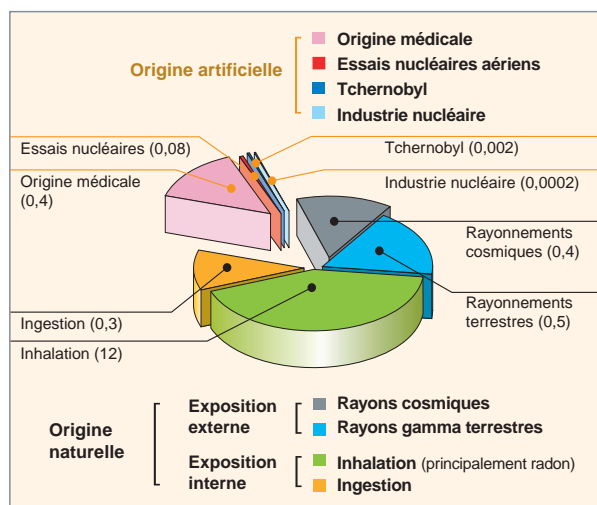 Origine artificielle
Origine médicale
Essais nucléaires aériens
Tchernobyl
Industrie nucléaire
Essais nucléaires (0,08)
Origine médicale
(0,4)
Tchernobyl (0,002)
Industrie nucléaire (0,0002)
Rayonnements
cosmiques (0,4)
Rayonnements
terrestres (0,5)
Ingestion (0,3)
Inhalation (12)
Origine
naturelle
Exposition
externe
Rayons cosmiques
Rayons gamma terrestres
Exposition
interne
Inhalation (principalement radon)
Ingestion